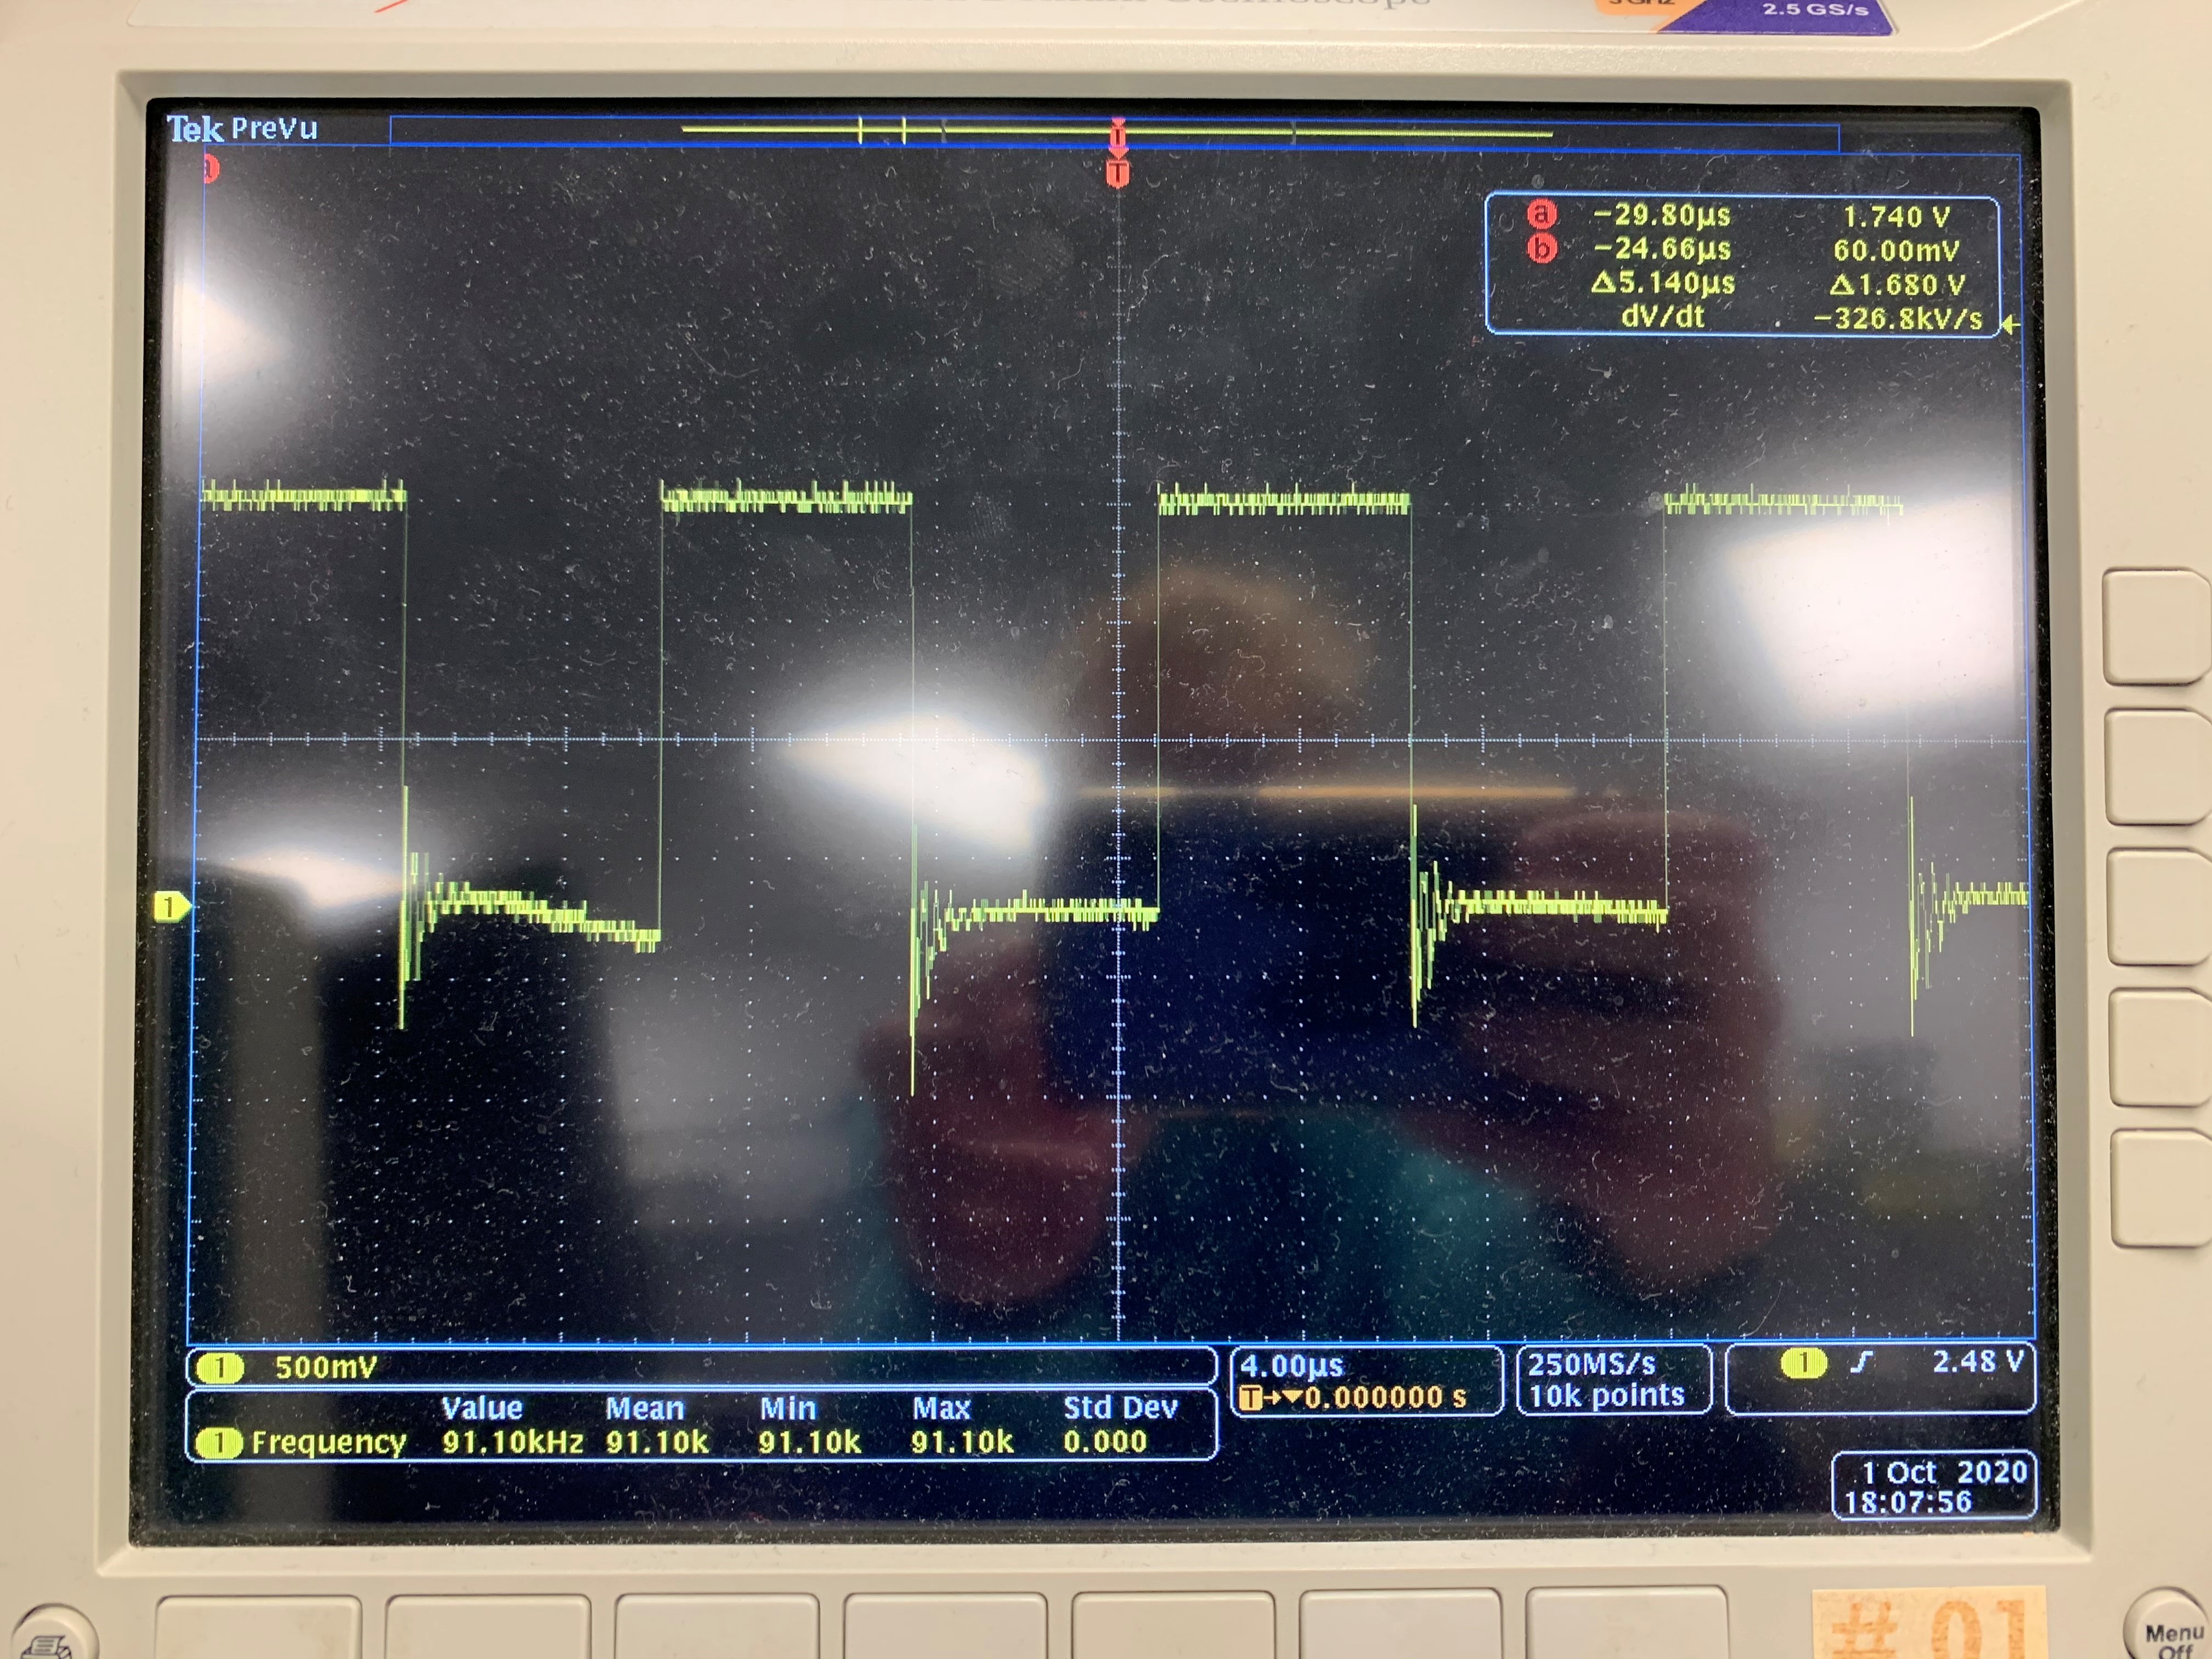 Oscilloscope
3 GHz
2.5 GS/s
Tek PreVu
T
a
T
a −29.80µs 1.740 V
b −24.66µs 60.00mV
Δ5.140µs Δ1.680 V
dV/dt −326.8kV/s
1
1 500mV
4.00µs
T→▼0.000000 s
250MS/s
10k points
1 2.48 V
Value Mean Min Max Std Dev
1 Frequency 91.10kHz 91.10k 91.10k 91.10k 0.000
1 Oct 2020
18:07:56
# 01
Menu
Off